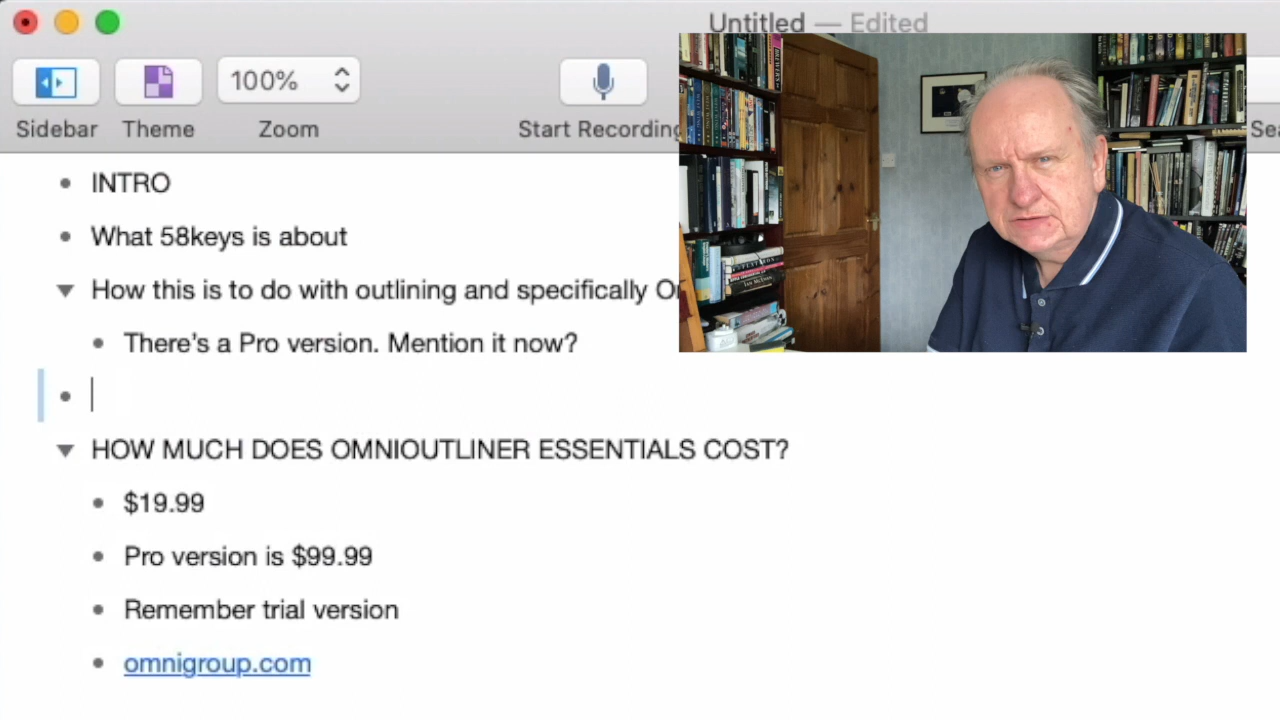 Untitled — Edited
100%
Sidebar Theme Zoom Start Recording
INTRO
What 58keys is about
How this is to do with outlining and specifically
There's a Pro version. Mention it now?
HOW MUCH DOES OMNIOUTLINER ESSENTIALS COST?
$19.99
Pro version is $99.99
Remember trial version
omnigroup.com